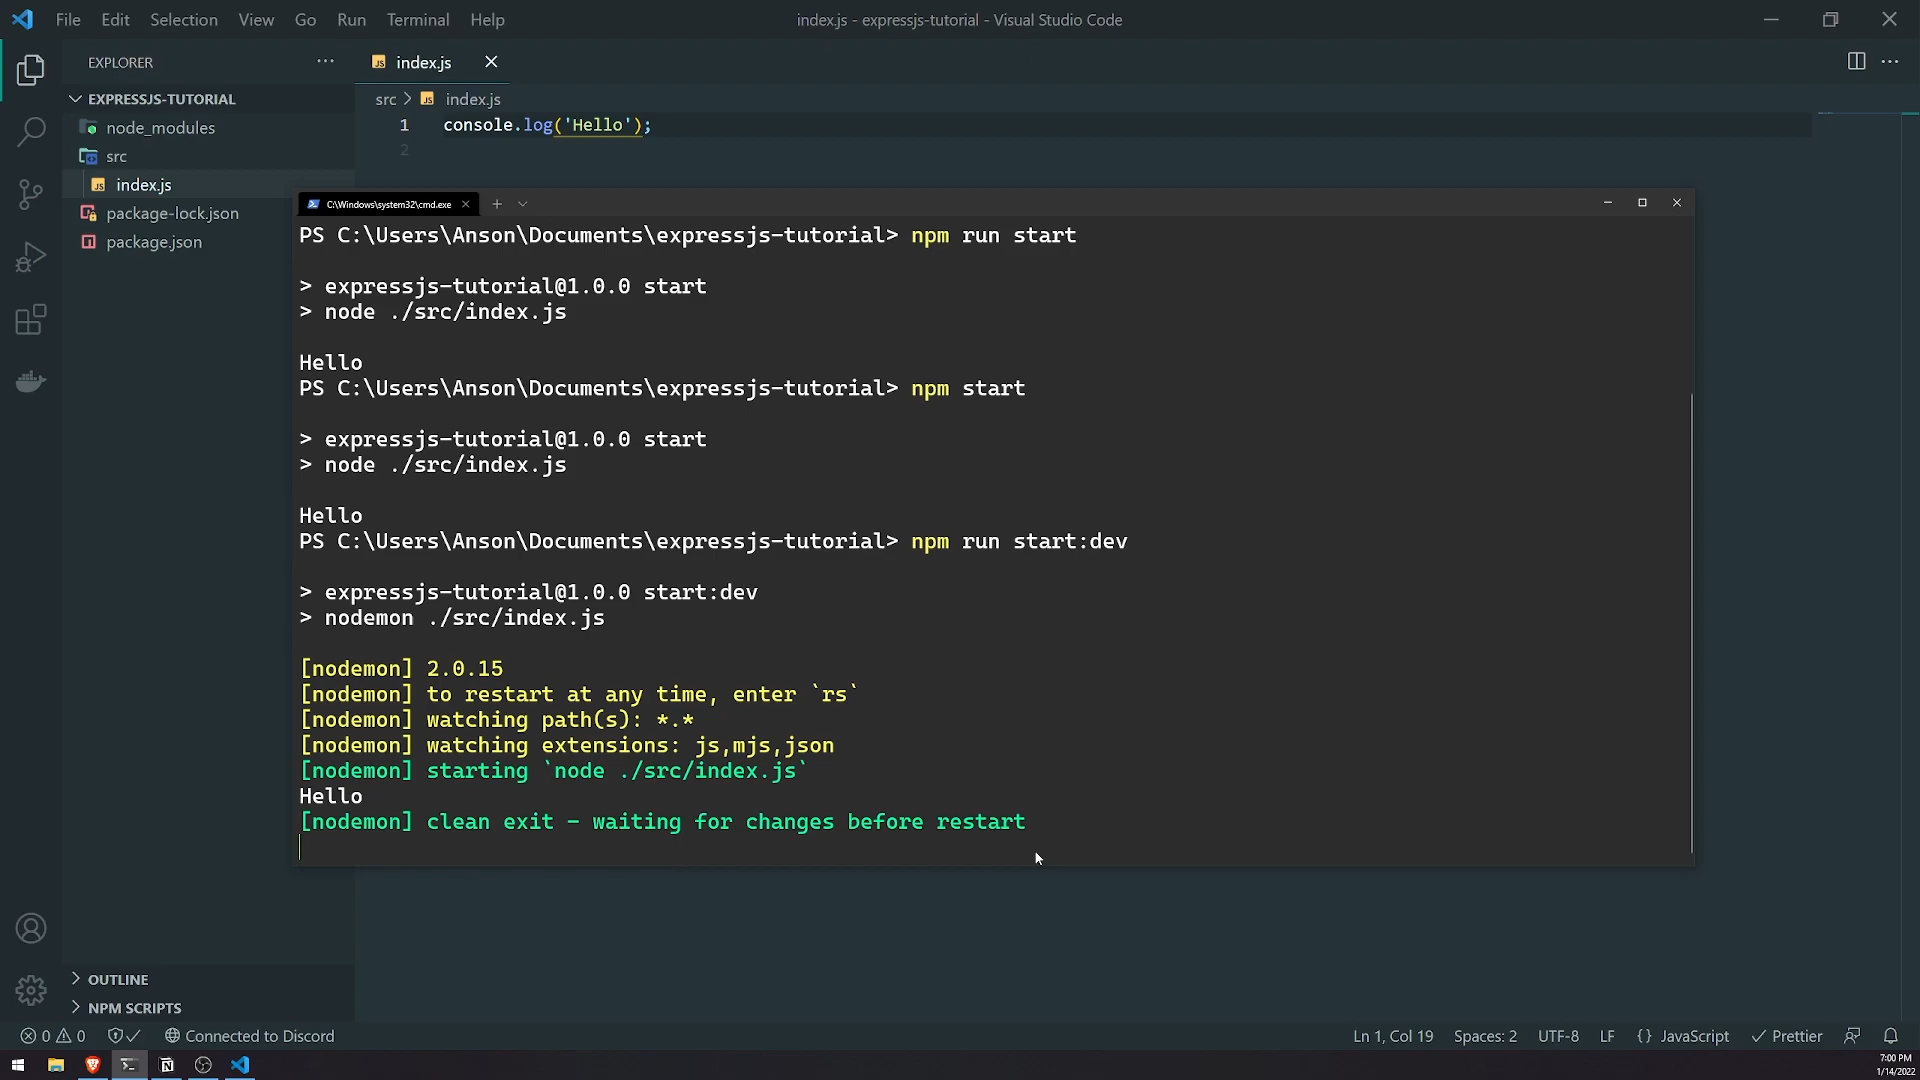 File Edit Selection View Go Run Terminal Help
index.js - expressjs-tutorial - Visual Studio Code
EXPLORER
JS index.js
EXPRESSJS-TUTORIAL
node_modules
src
JS index.js
package-lock.json
package.json
src > JS index.js
1 console.log('Hello');
2
C:\Windows\system32\cmd.exe
PS C:\Users\Anson\Documents\expressjs-tutorial> npm run start
> expressjs-tutorial@1.0.0 start
> node ./src/index.js
Hello
PS C:\Users\Anson\Documents\expressjs-tutorial> npm start
> expressjs-tutorial@1.0.0 start
> node ./src/index.js
Hello
PS C:\Users\Anson\Documents\expressjs-tutorial> npm run start:dev
> expressjs-tutorial@1.0.0 start:dev
> nodemon ./src/index.js
[nodemon] 2.0.15
[nodemon] to restart at any time, enter `rs`
[nodemon] watching path(s): *.*
[nodemon] watching extensions: js,mjs,json
[nodemon] starting `node ./src/index.js`
Hello
[nodemon] clean exit - waiting for changes before restart
OUTLINE
NPM SCRIPTS
0 0 Connected to Discord
Ln 1, Col 19 Spaces: 2 UTF-8 LF {} JavaScript Prettier
7:00 PM
1/14/2022